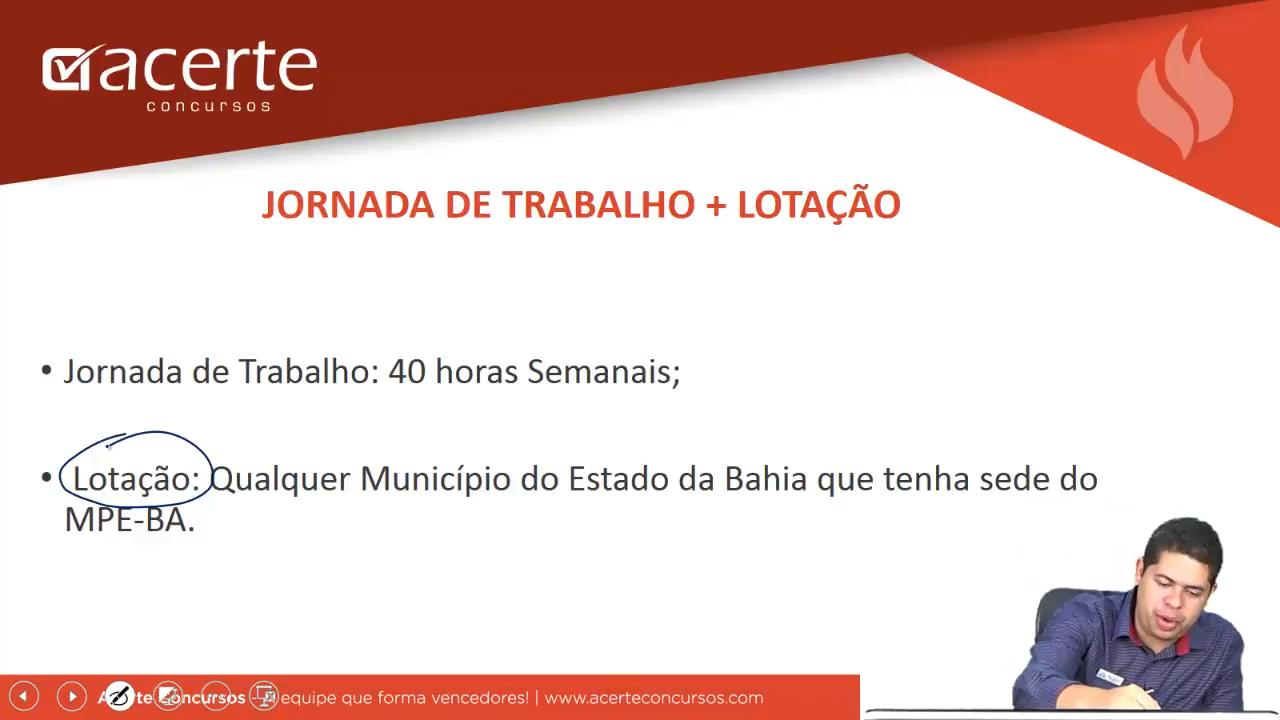 acerte
concursos
JORNADA DE TRABALHO + LOTAÇÃO
• Jornada de Trabalho: 40 horas Semanais;
• Lotação: Qualquer Município do Estado da Bahia que tenha sede do
MPE-BA.
Concursos equipe que forma vencedores! | www.acerteconcursos.com